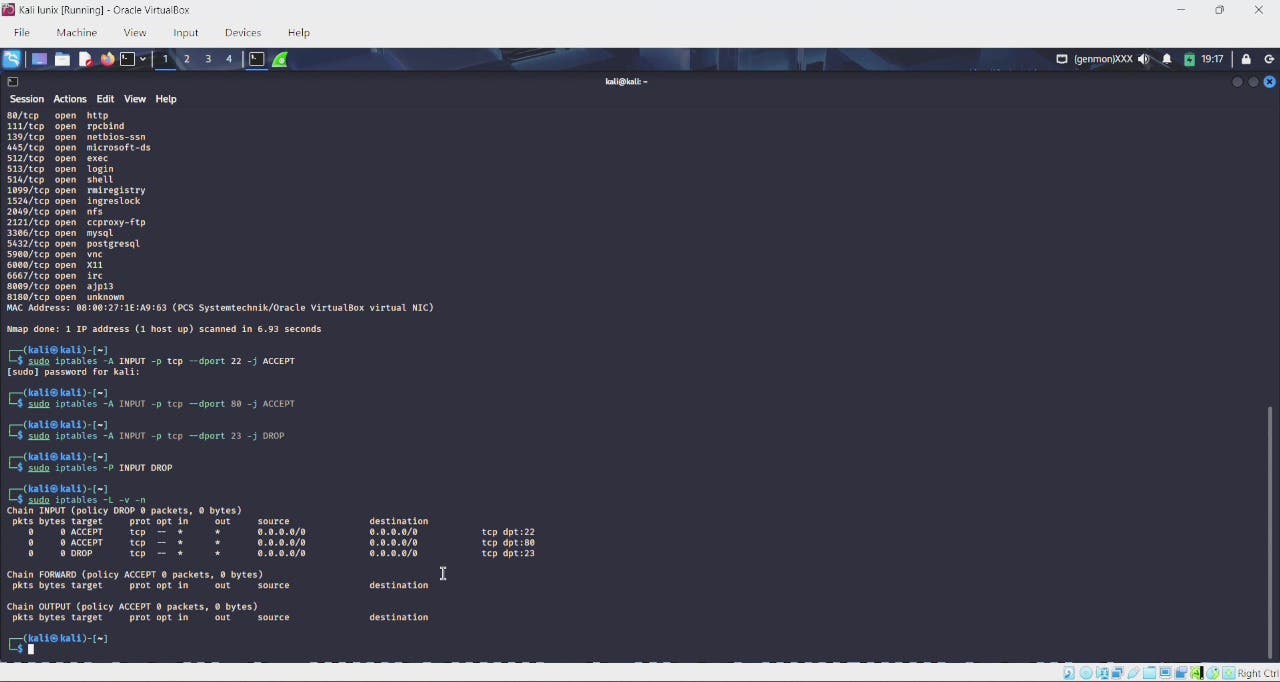 Kali lunix [Running] - Oracle VirtualBox
File Machine View Input Devices Help
1 2 3 4 (genmon)XXX 19:17
kali@kali: ~
Session Actions Edit View Help
80/tcp open http
111/tcp open rpcbind
139/tcp open netbios-ssn
445/tcp open microsoft-ds
512/tcp open exec
513/tcp open login
514/tcp open shell
1099/tcp open rmiregistry
1524/tcp open ingreslock
2049/tcp open nfs
2121/tcp open ccproxy-ftp
3306/tcp open mysql
5432/tcp open postgresql
5900/tcp open vnc
6000/tcp open X11
6667/tcp open irc
8009/tcp open ajp13
8180/tcp open unknown
MAC Address: 08:00:27:1E:A9:63 (PCS Systemtechnik/Oracle VirtualBox virtual NIC)
Nmap done: 1 IP address (1 host up) scanned in 6.93 seconds
┌──(kali㉿kali)-[~]
└─$ sudo iptables -A INPUT -p tcp --dport 22 -j ACCEPT
[sudo] password for kali:
┌──(kali㉿kali)-[~]
└─$ sudo iptables -A INPUT -p tcp --dport 80 -j ACCEPT
┌──(kali㉿kali)-[~]
└─$ sudo iptables -A INPUT -p tcp --dport 23 -j DROP
┌──(kali㉿kali)-[~]
└─$ sudo iptables -P INPUT DROP
┌──(kali㉿kali)-[~]
└─$ sudo iptables -L -v -n
Chain INPUT (policy DROP 0 packets, 0 bytes)
pkts bytes target prot opt in out source destination
0 0 ACCEPT tcp -- * * 0.0.0.0/0 0.0.0.0/0 tcp dpt:22
0 0 ACCEPT tcp -- * * 0.0.0.0/0 0.0.0.0/0 tcp dpt:80
0 0 DROP tcp -- * * 0.0.0.0/0 0.0.0.0/0 tcp dpt:23
Chain FORWARD (policy ACCEPT 0 packets, 0 bytes)
pkts bytes target prot opt in out source destination
Chain OUTPUT (policy ACCEPT 0 packets, 0 bytes)
pkts bytes target prot opt in out source destination
┌──(kali㉿kali)-[~]
└─$
Right Ctrl